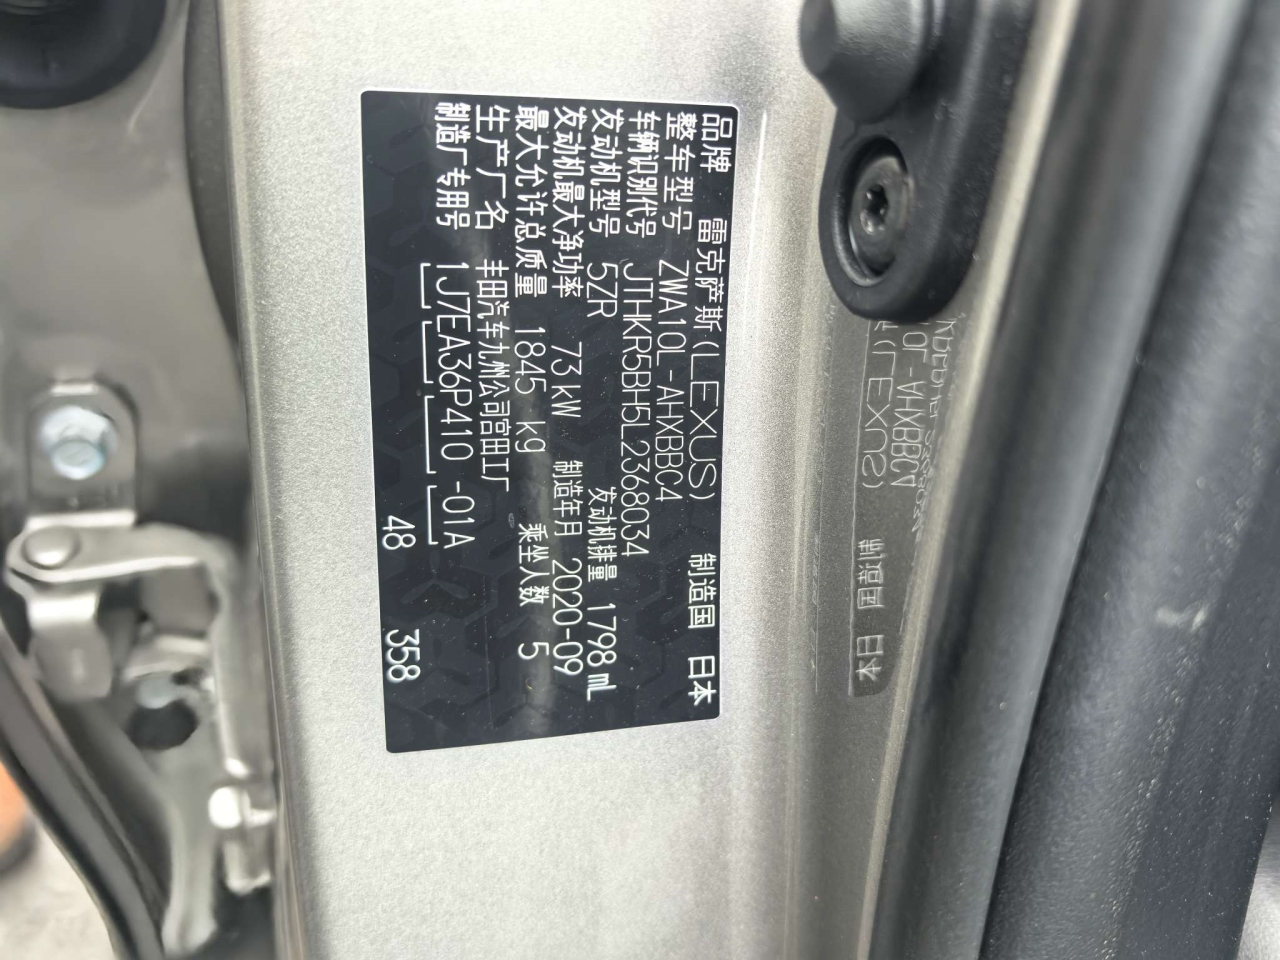 品牌 雷克萨斯(LEXUS) 制造国 日本
整车型号 ZWA10L-AHXBBC4
车辆识别代号 JTHKR5BH5L2368034
发动机型号 5ZR 发动机排量 1798 mL
发动机最大净功率 73 kW 制造年月 2020-09
最大允许总质量 1845 kg 乘坐人数 5
生产厂名 丰田汽车九州公司宫田工厂
制造厂专用号 1J7EA36P410-01A
48 358